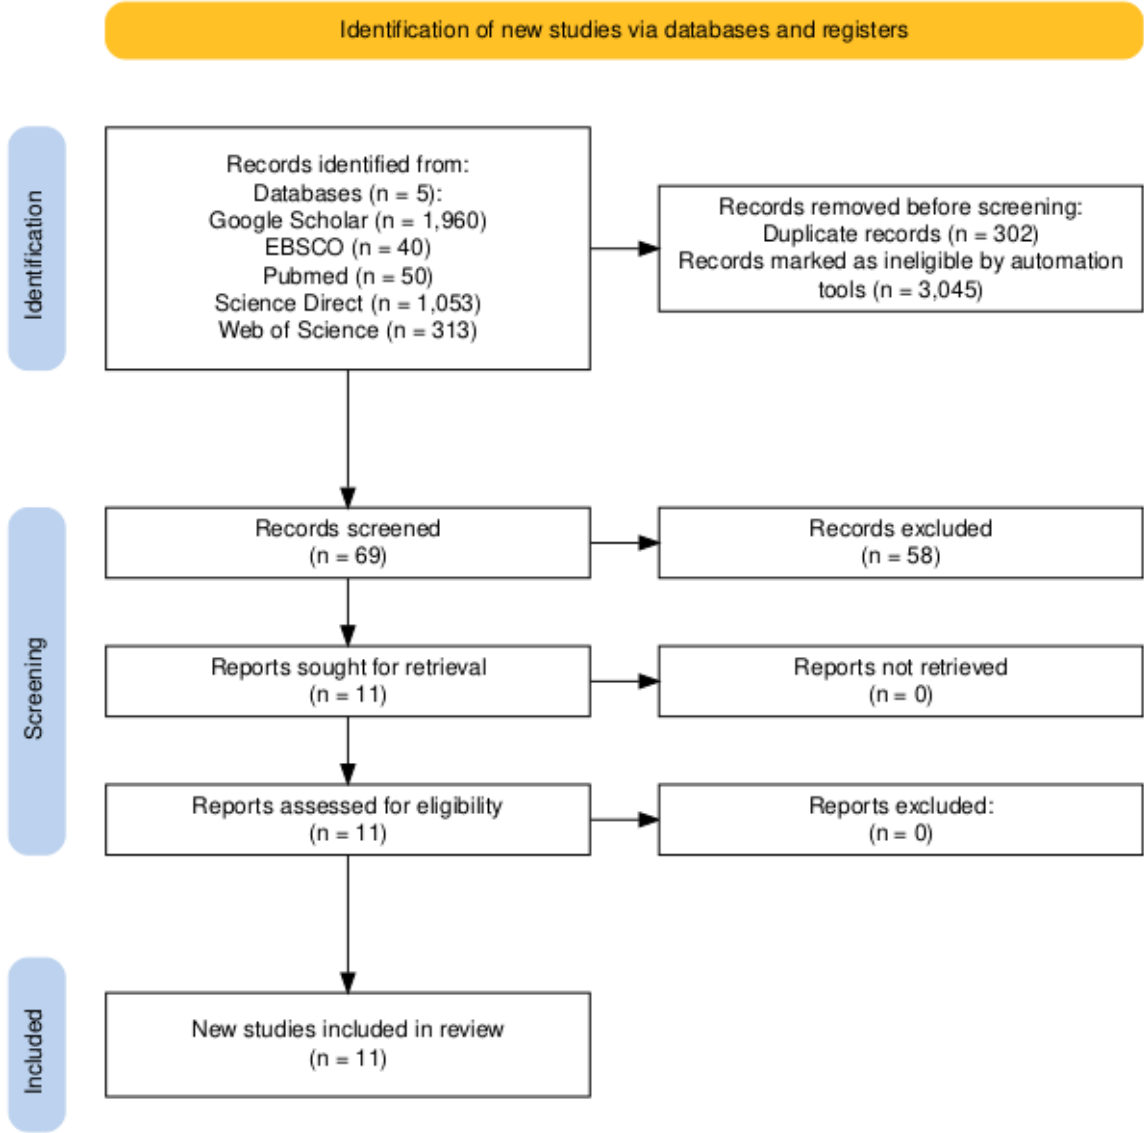 Identification of new studies via databases and registers
Identification
Records identified from:
Databases (n = 5):
Google Scholar (n = 1,960)
EBSCO (n = 40)
Pubmed (n = 50)
Science Direct (n = 1,053)
Web of Science (n = 313)
Records removed before screening:
Duplicate records (n = 302)
Records marked as ineligible by automation
tools (n = 3,045)
Screening
Records screened
(n = 69)
Records excluded
(n = 58)
Reports sought for retrieval
(n = 11)
Reports not retrieved
(n = 0)
Reports assessed for eligibility
(n = 11)
Reports excluded:
(n = 0)
Included
New studies included in review
(n = 11)